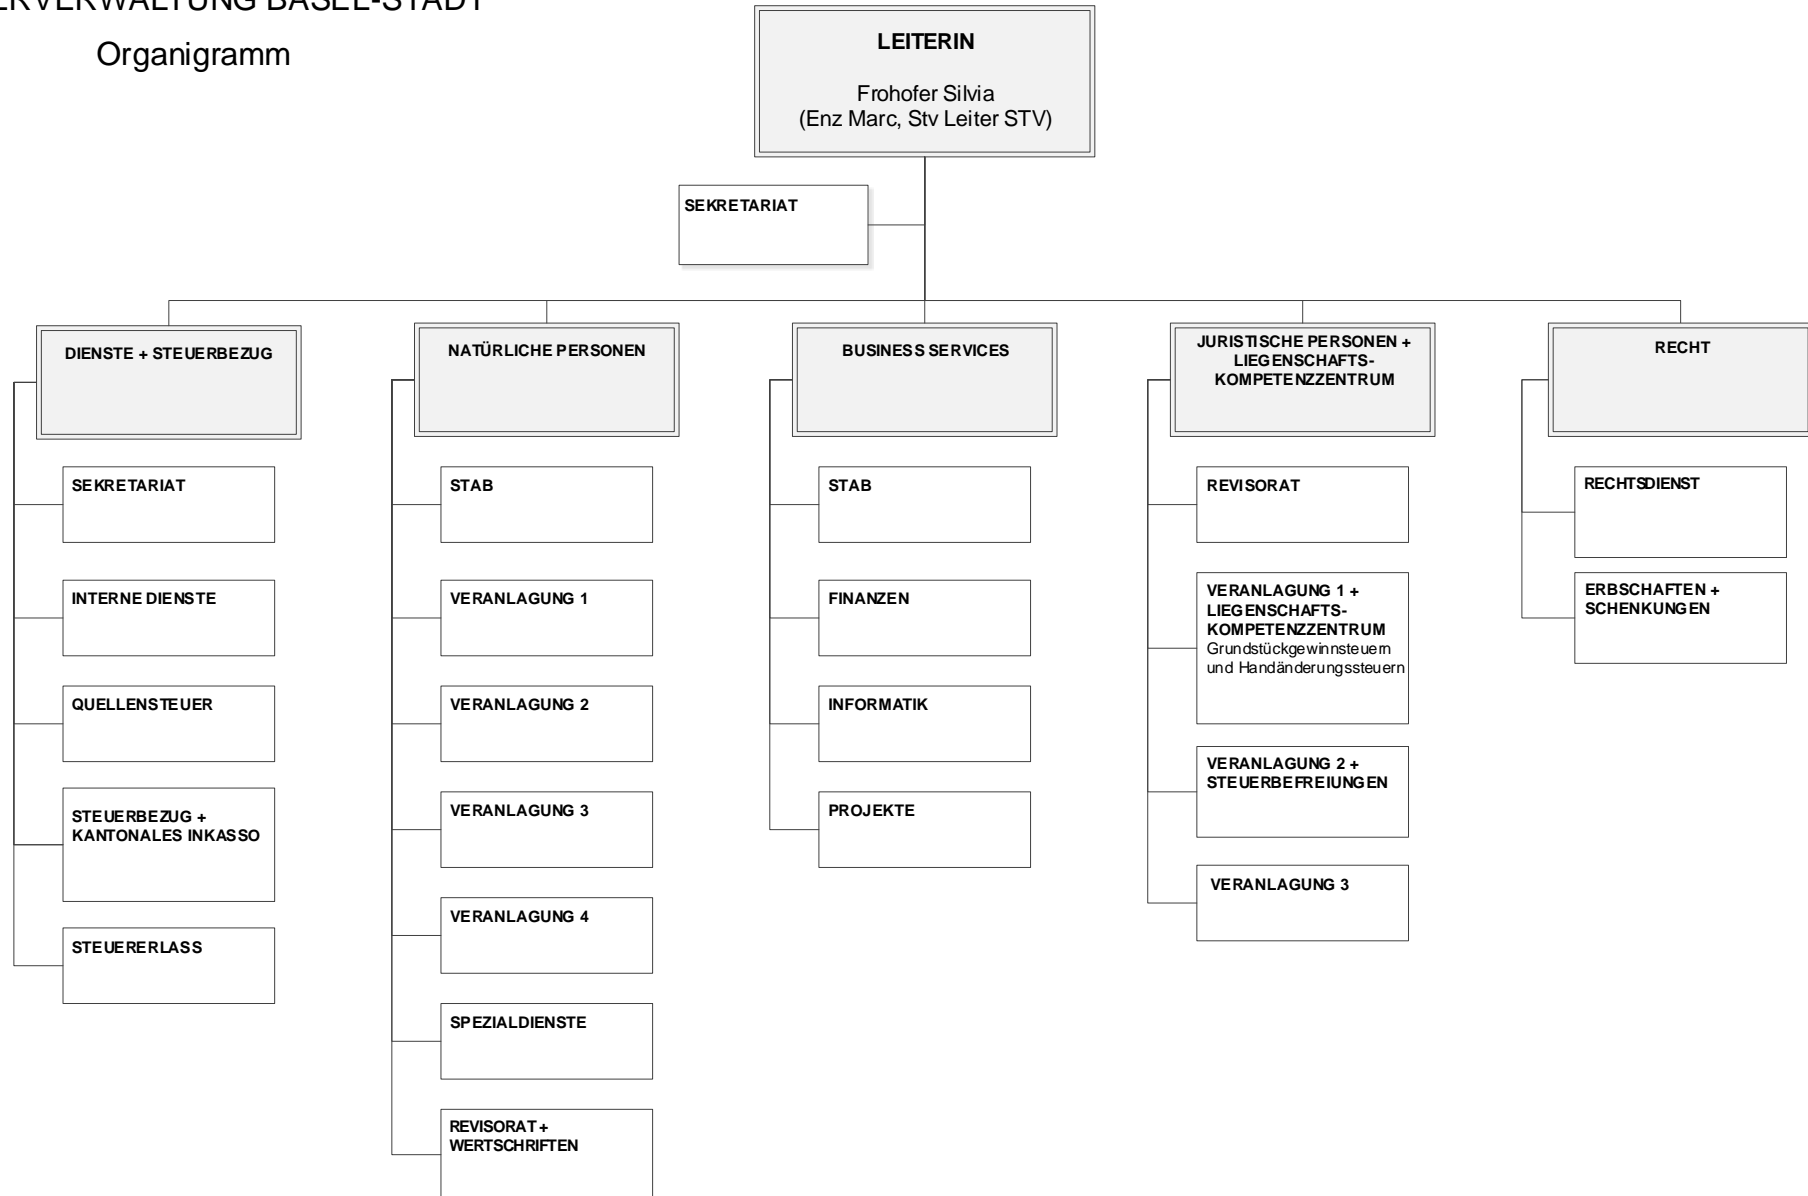 ERVERWALTUNG BASEL-STADT
Organigramm
LEITERIN
Frohofer Silvia
(Enz Marc, Stv Leiter STV)
SEKRETARIAT
DIENSTE + STEUERBEZUG
SEKRETARIAT
INTERNE DIENSTE
QUELLENSTEUER
STEUERBEZUG +
KANTONALES INKASSO
STEUERERLASS
NATÜRLICHE PERSONEN
STAB
VERANLAGUNG 1
VERANLAGUNG 2
VERANLAGUNG 3
VERANLAGUNG 4
SPEZIALDIENSTE
REVISORAT +
WERTSCHRIFTEN
BUSINESS SERVICES
STAB
FINANZEN
INFORMATIK
PROJEKTE
JURISTISCHE PERSONEN +
LIEGENSCHAFTS-
KOMPETENZZENTRUM
REVISORAT
VERANLAGUNG 1 +
LIEGENSCHAFTS-
KOMPETENZZENTRUM
Grundstückgewinnsteuern
und Handänderungssteuern
VERANLAGUNG 2 +
STEUERBEFREIUNGEN
VERANLAGUNG 3
RECHT
RECHTSDIENST
ERBSCHAFTEN +
SCHENKUNGEN